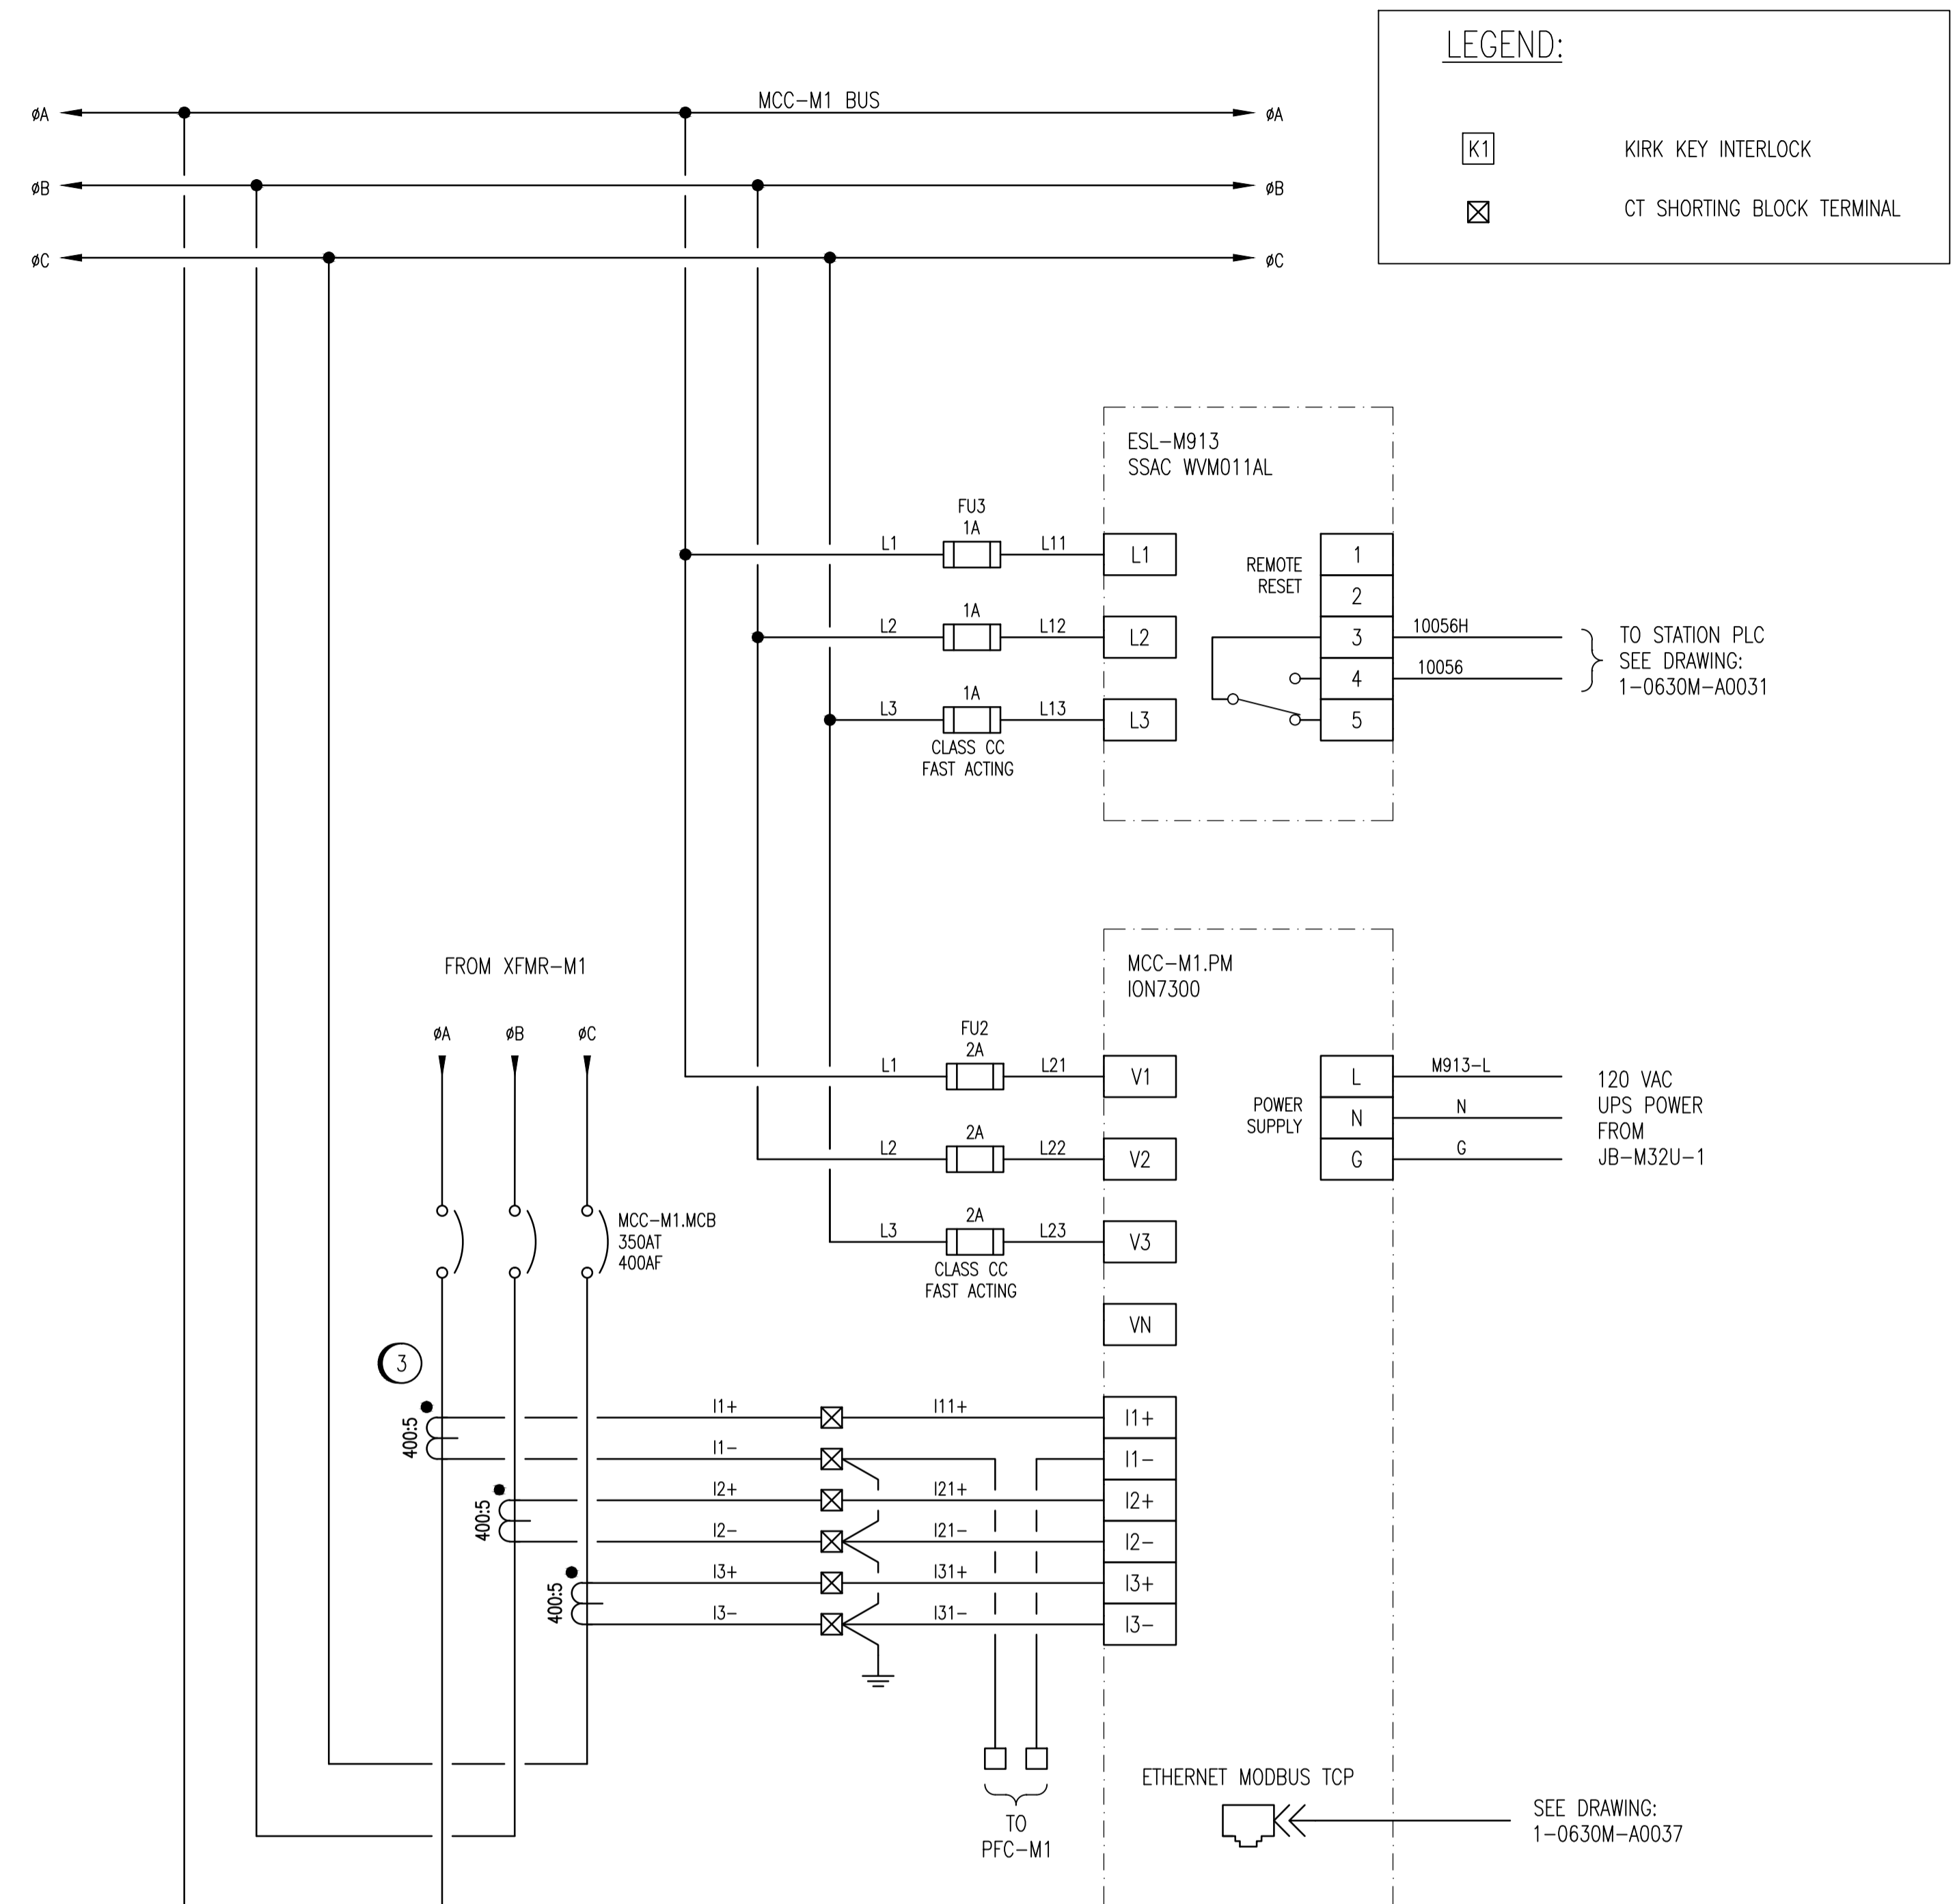 LEGEND:
K1
KIRK KEY INTERLOCK
CT SHORTING BLOCK TERMINAL
MCC-M1 BUS
øA
øA
øB
øB
øC
øC
ESL-M913
SSAC WVM011AL
FU3
1A
L1
L11
L1
1A
L2
L12
L2
1A
L3
L13
L3
CLASS CC
FAST ACTING
REMOTE
RESET
1
2
3
4
5
10056H
10056
TO STATION PLC
SEE DRAWING:
1-0630M-A0031
FROM XFMR-M1
øA
øB
øC
MCC-M1.MCB
350AT
400AF
MCC-M1.PM
ION7300
FU2
2A
L1
L21
V1
2A
L2
L22
V2
2A
L3
L23
V3
CLASS CC
FAST ACTING
VN
POWER
SUPPLY
L
N
G
M913-L
N
G
120 VAC
UPS POWER
FROM
JB-M32U-1
3
400:5
400:5
400:5
I1+
I11+
I1+
I1-
I1-
I2+
I21+
I2+
I2-
I21-
I2-
I3+
I31+
I3+
I3-
I31-
I3-
TO
PFC-M1
ETHERNET MODBUS TCP
SEE DRAWING:
1-0630M-A0037